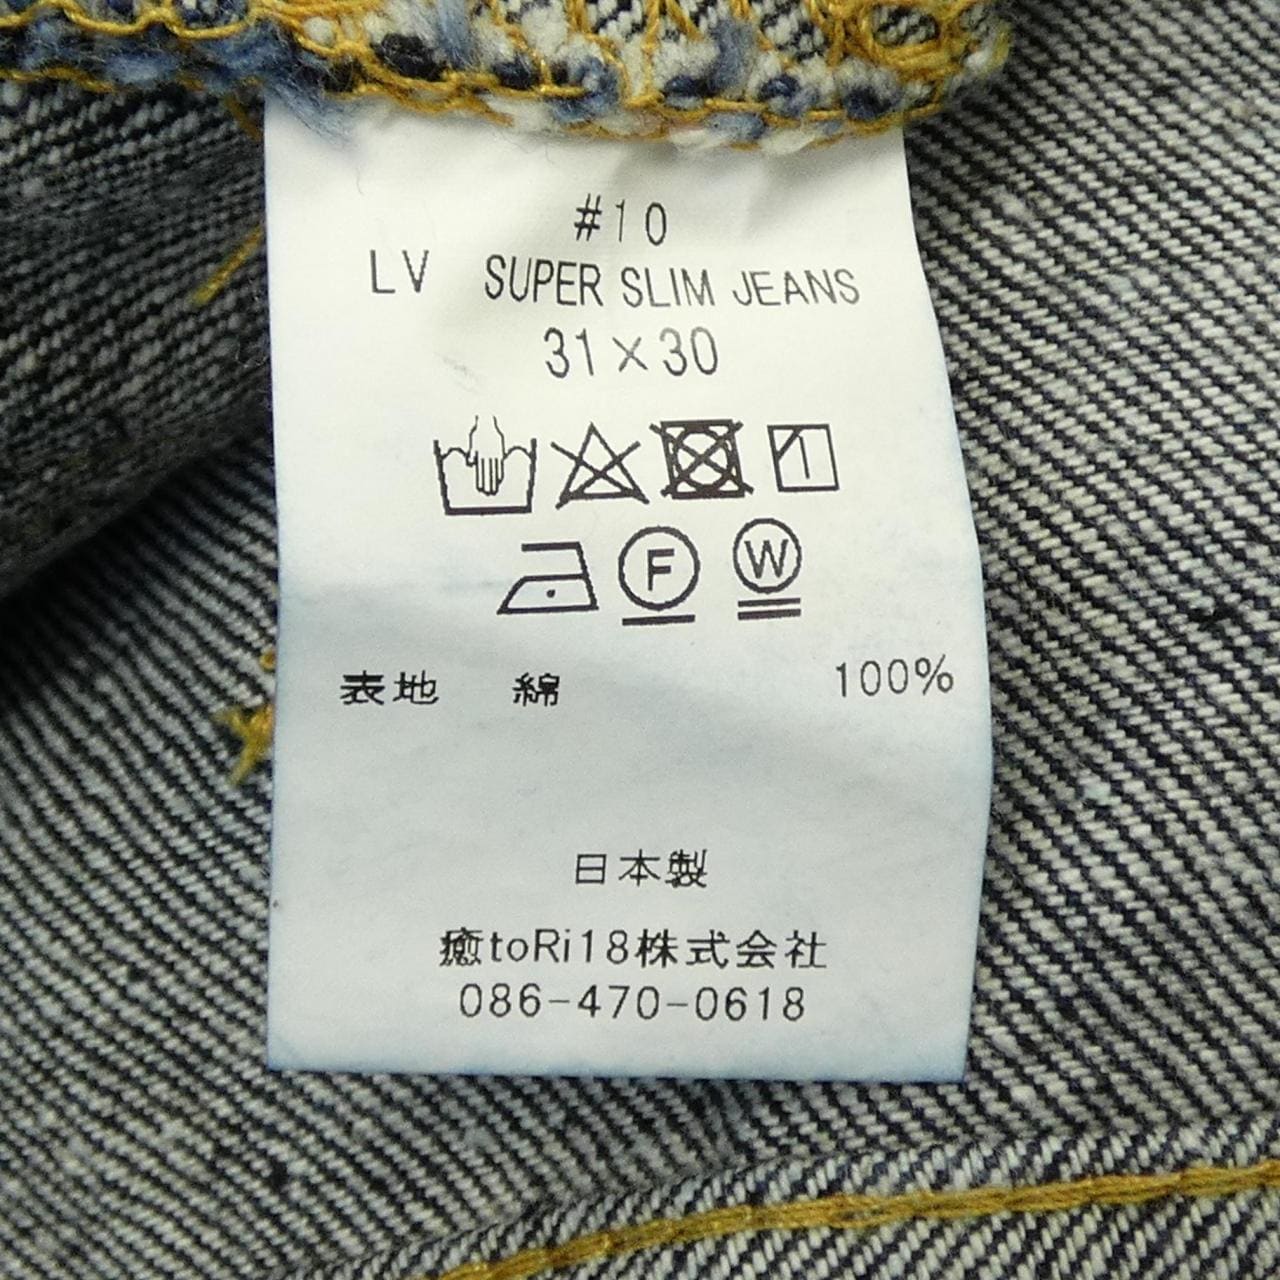 #10
LV SUPER SLIM JEANS
31×30
F W
表地 綿 100%
日本製
癒toRi18株式会社
086-470-0618